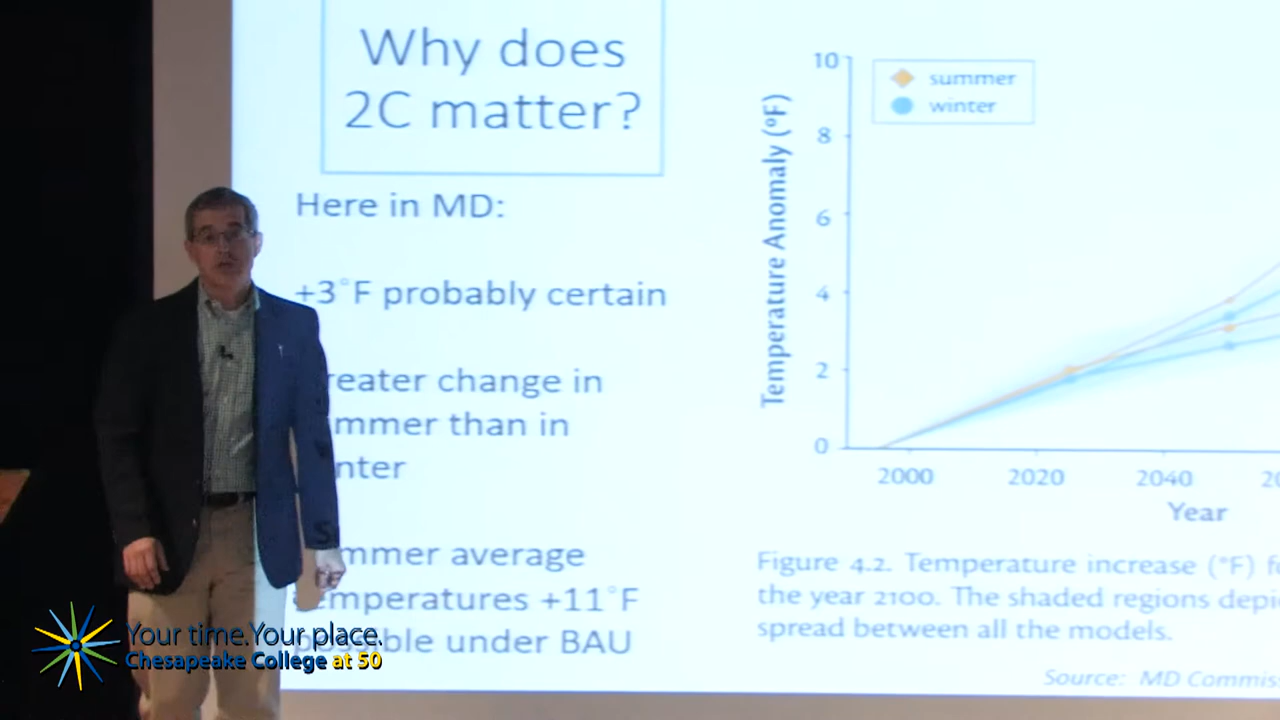 Why does
2C matter?
Here in MD:
+3°F probably certain
reater change in
mmer than in
nter
S
mmer average
emperatures +11°F
possible under BAU
10
8
6
4
2
0
Temperature Anomaly (°F)
summer
winter
2000
2020
2040
Year
Figure 4.2. Temperature increase (°F)
the year 2100. The shaded regions depi
spread between all the models.
Source: MD Commis
Your time. Your place.
Chesapeake College at 50